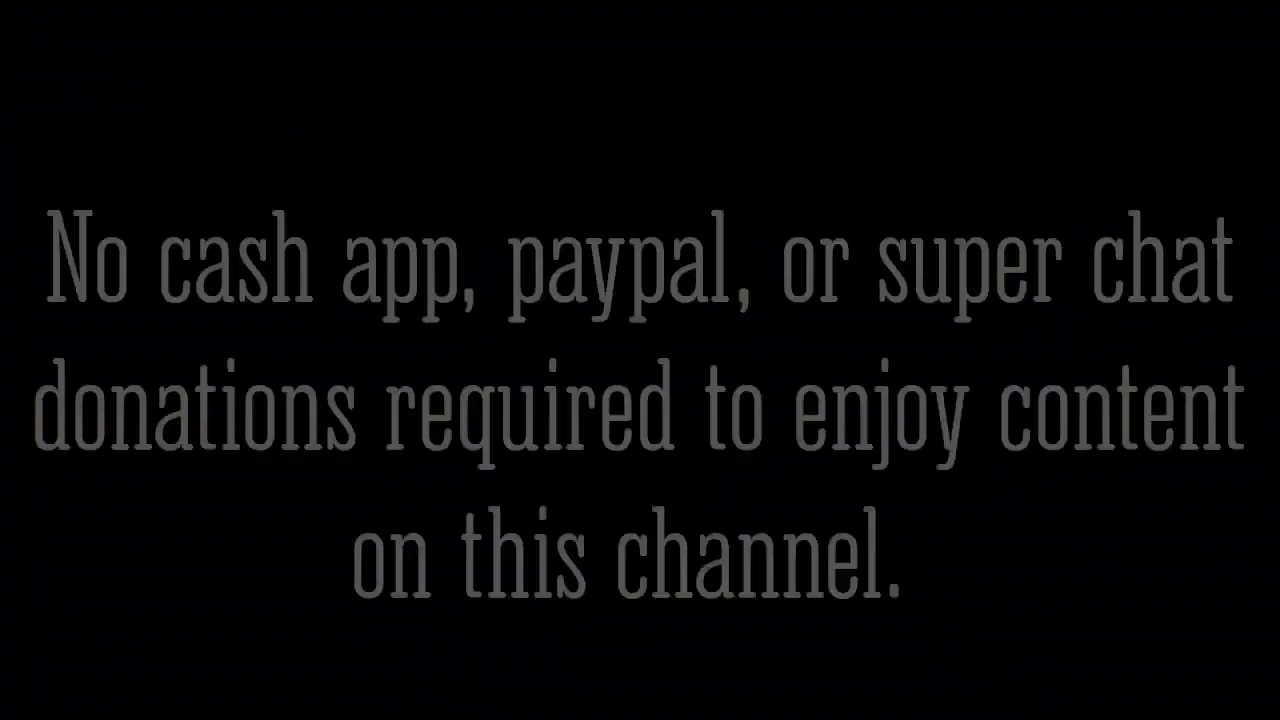 No cash app, paypal, or super chat
donations required to enjoy content
on this channel.